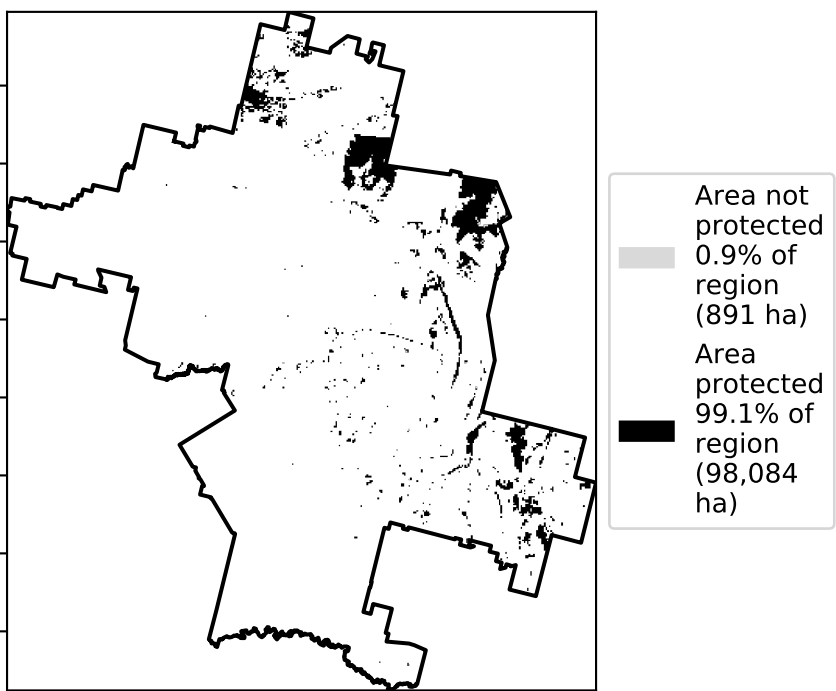 Area not
protected
0.9% of
region
(891 ha)
Area
protected
99.1% of
region
(98,084
ha)